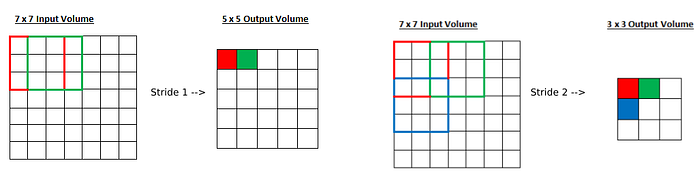 7 x 7 Input Volume
5 x 5 Output Volume
Stride 1 -->
7 x 7 Input Volume
3 x 3 Output Volume
Stride 2 -->